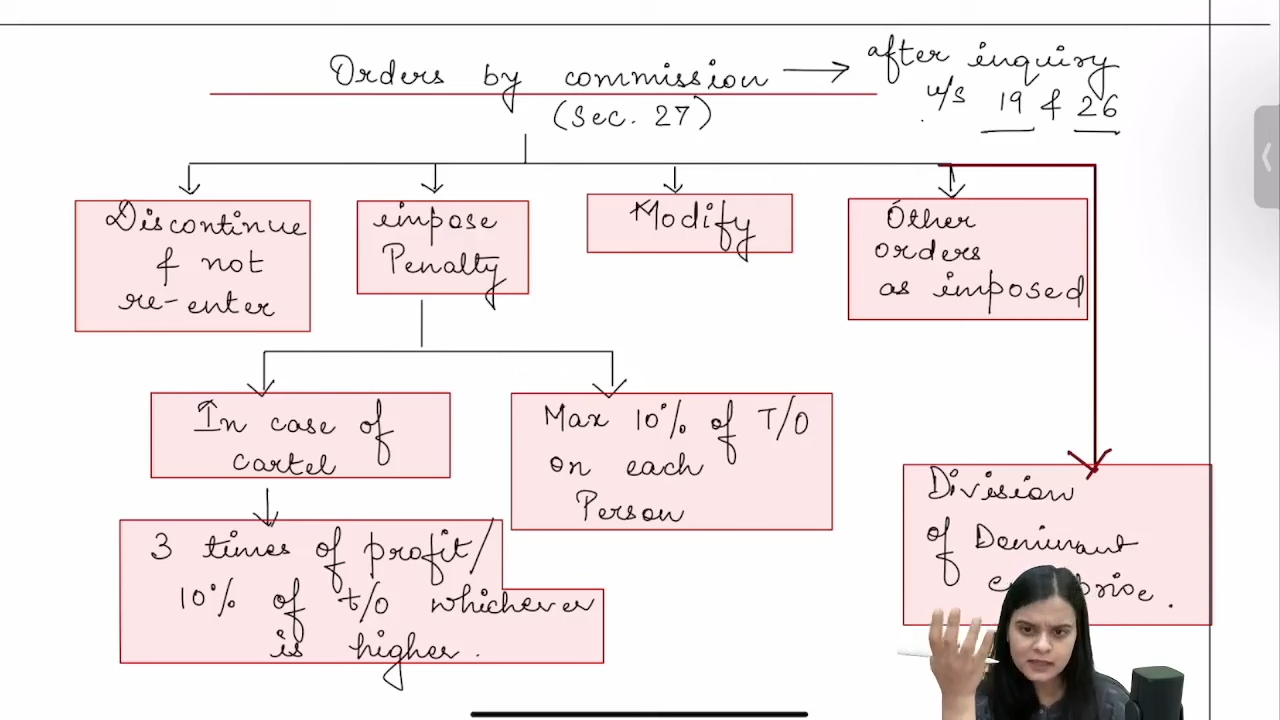 Orders by commission → after inquiry
(Sec. 27) u/s 19 & 26
Discontinue
& not
re-enter
impose
Penalty
Modify
Other
orders
as imposed
In case of
cartel
Max 10% of T/O
on each
Person
3 times of profit/
10% of t/o whichever
is higher.
Division
of Dominant